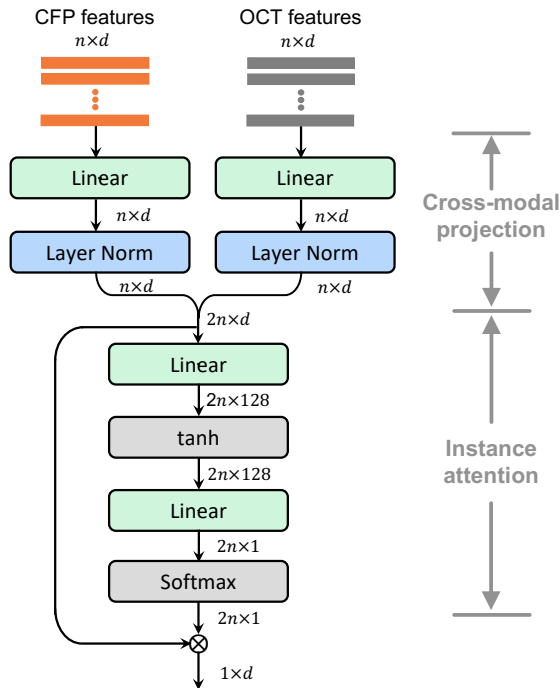 CFP features
OCT features
n×d
n×d
Linear
Linear
n×d
n×d
Layer Norm
Layer Norm
n×d
n×d
Cross-modal
projection
2n×d
Linear
2n×128
tanh
2n×128
Linear
2n×1
Softmax
2n×1
1×d
Instance
attention